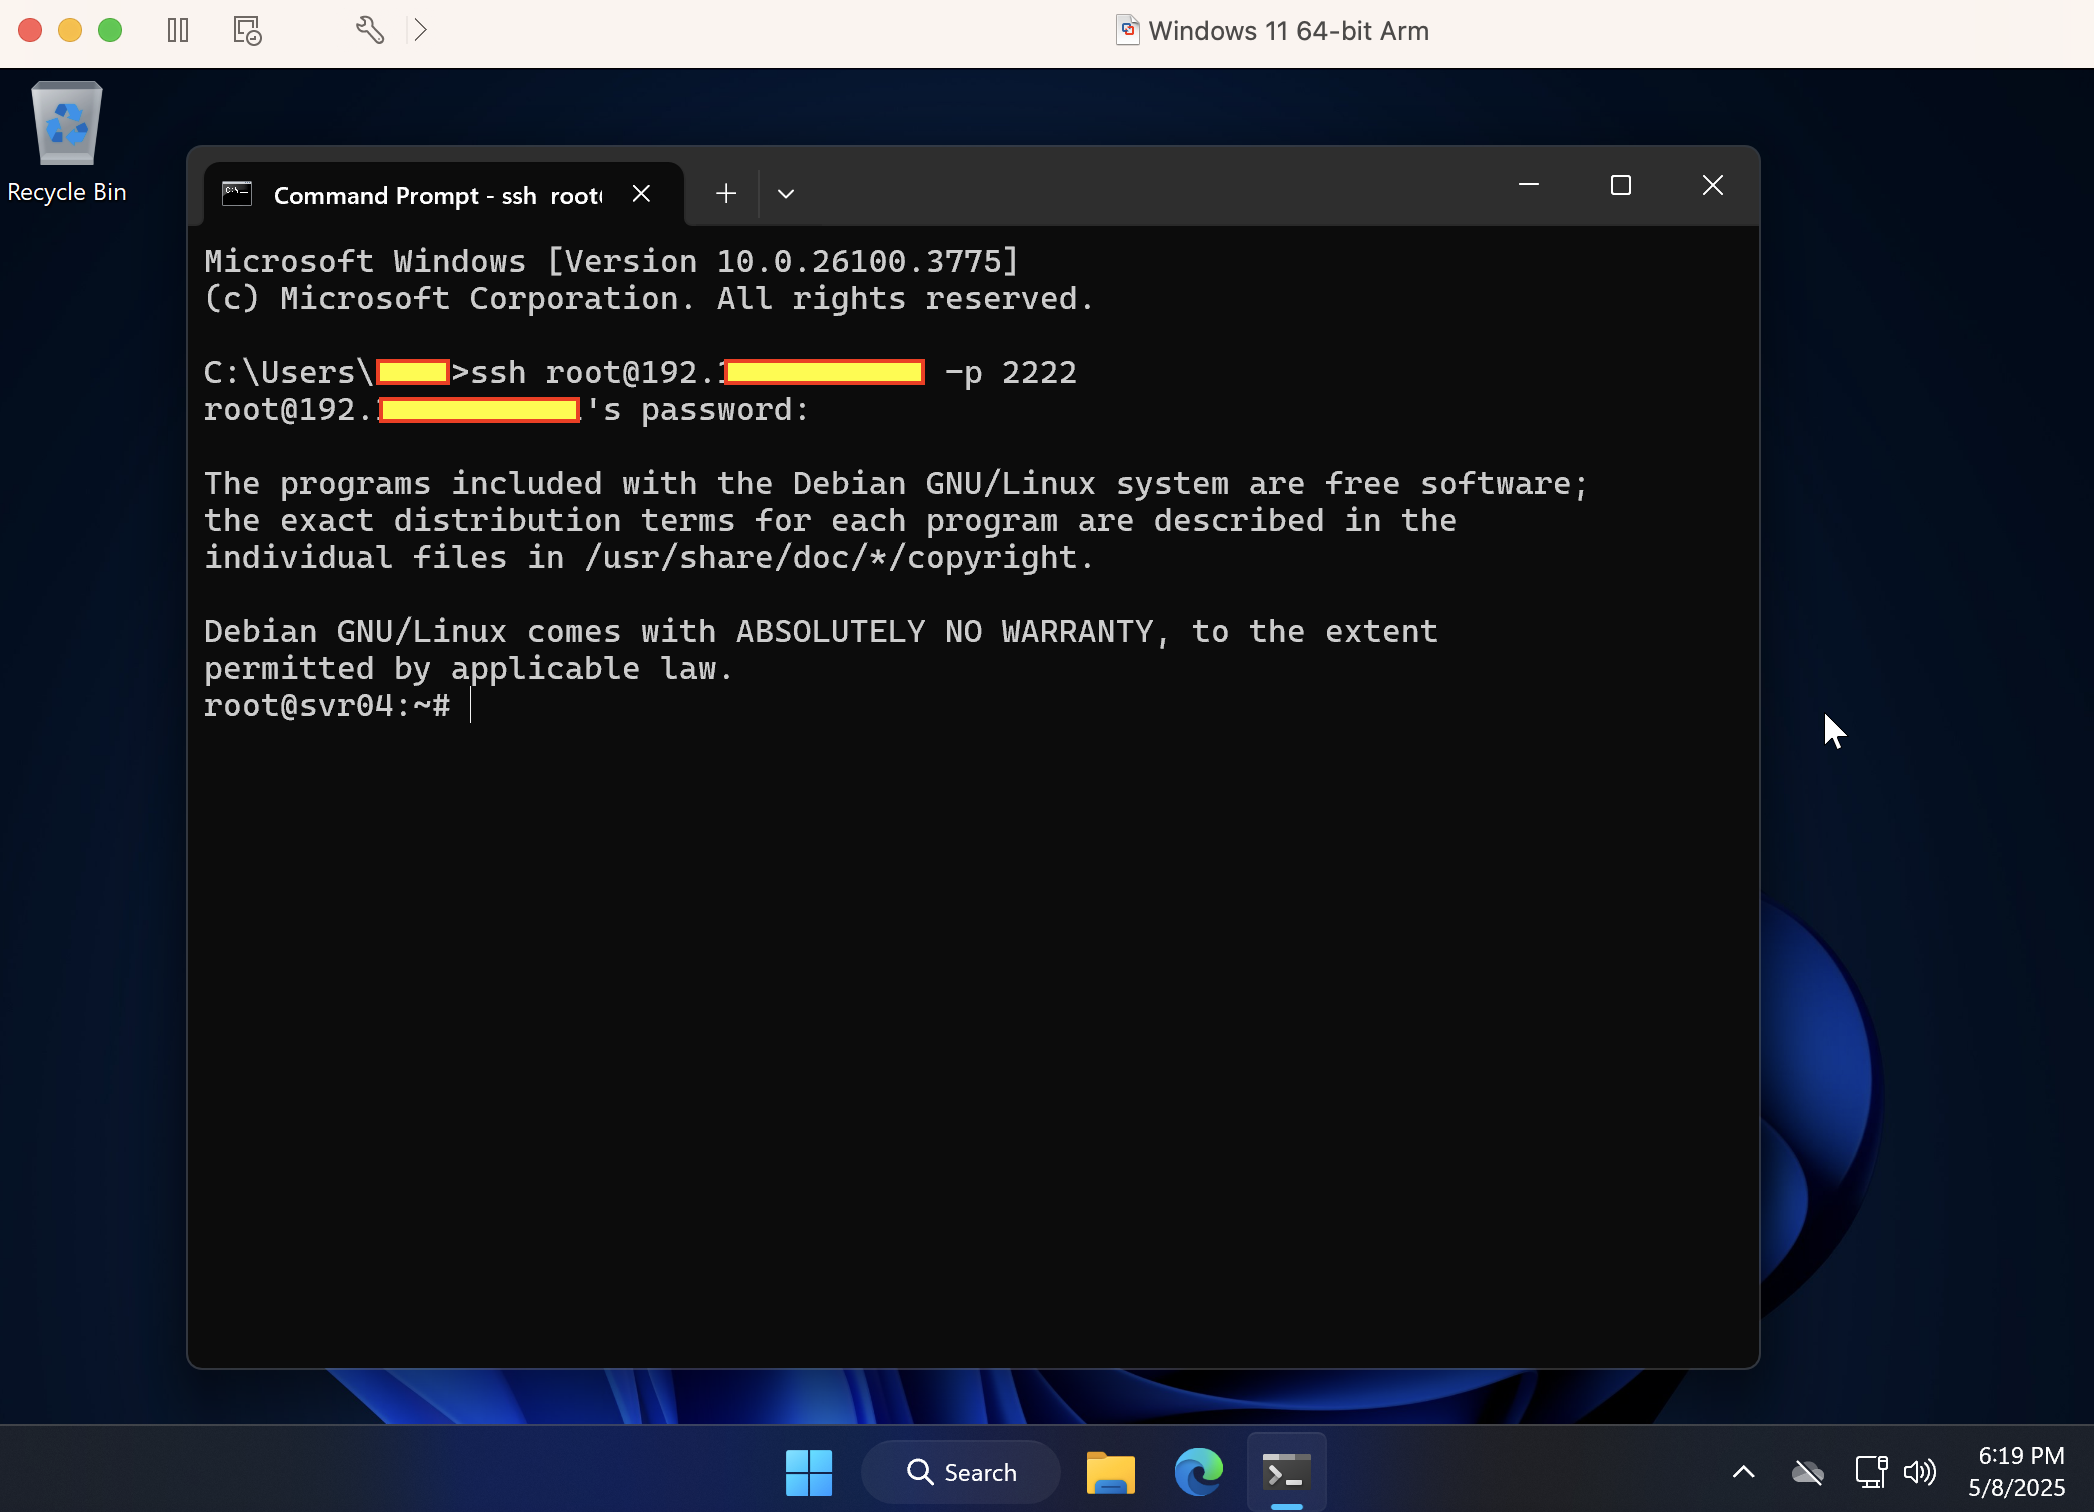 Windows 11 64-bit Arm
Recycle Bin
Command Prompt - ssh root
Microsoft Windows [Version 10.0.26100.3775]
(c) Microsoft Corporation. All rights reserved.
C:\Users\ >ssh root@192. -p 2222
root@192. 's password:
The programs included with the Debian GNU/Linux system are free software;
the exact distribution terms for each program are described in the
individual files in /usr/share/doc/*/copyright.
Debian GNU/Linux comes with ABSOLUTELY NO WARRANTY, to the extent
permitted by applicable law.
root@svr04:~#
Search
6:19 PM
5/8/2025